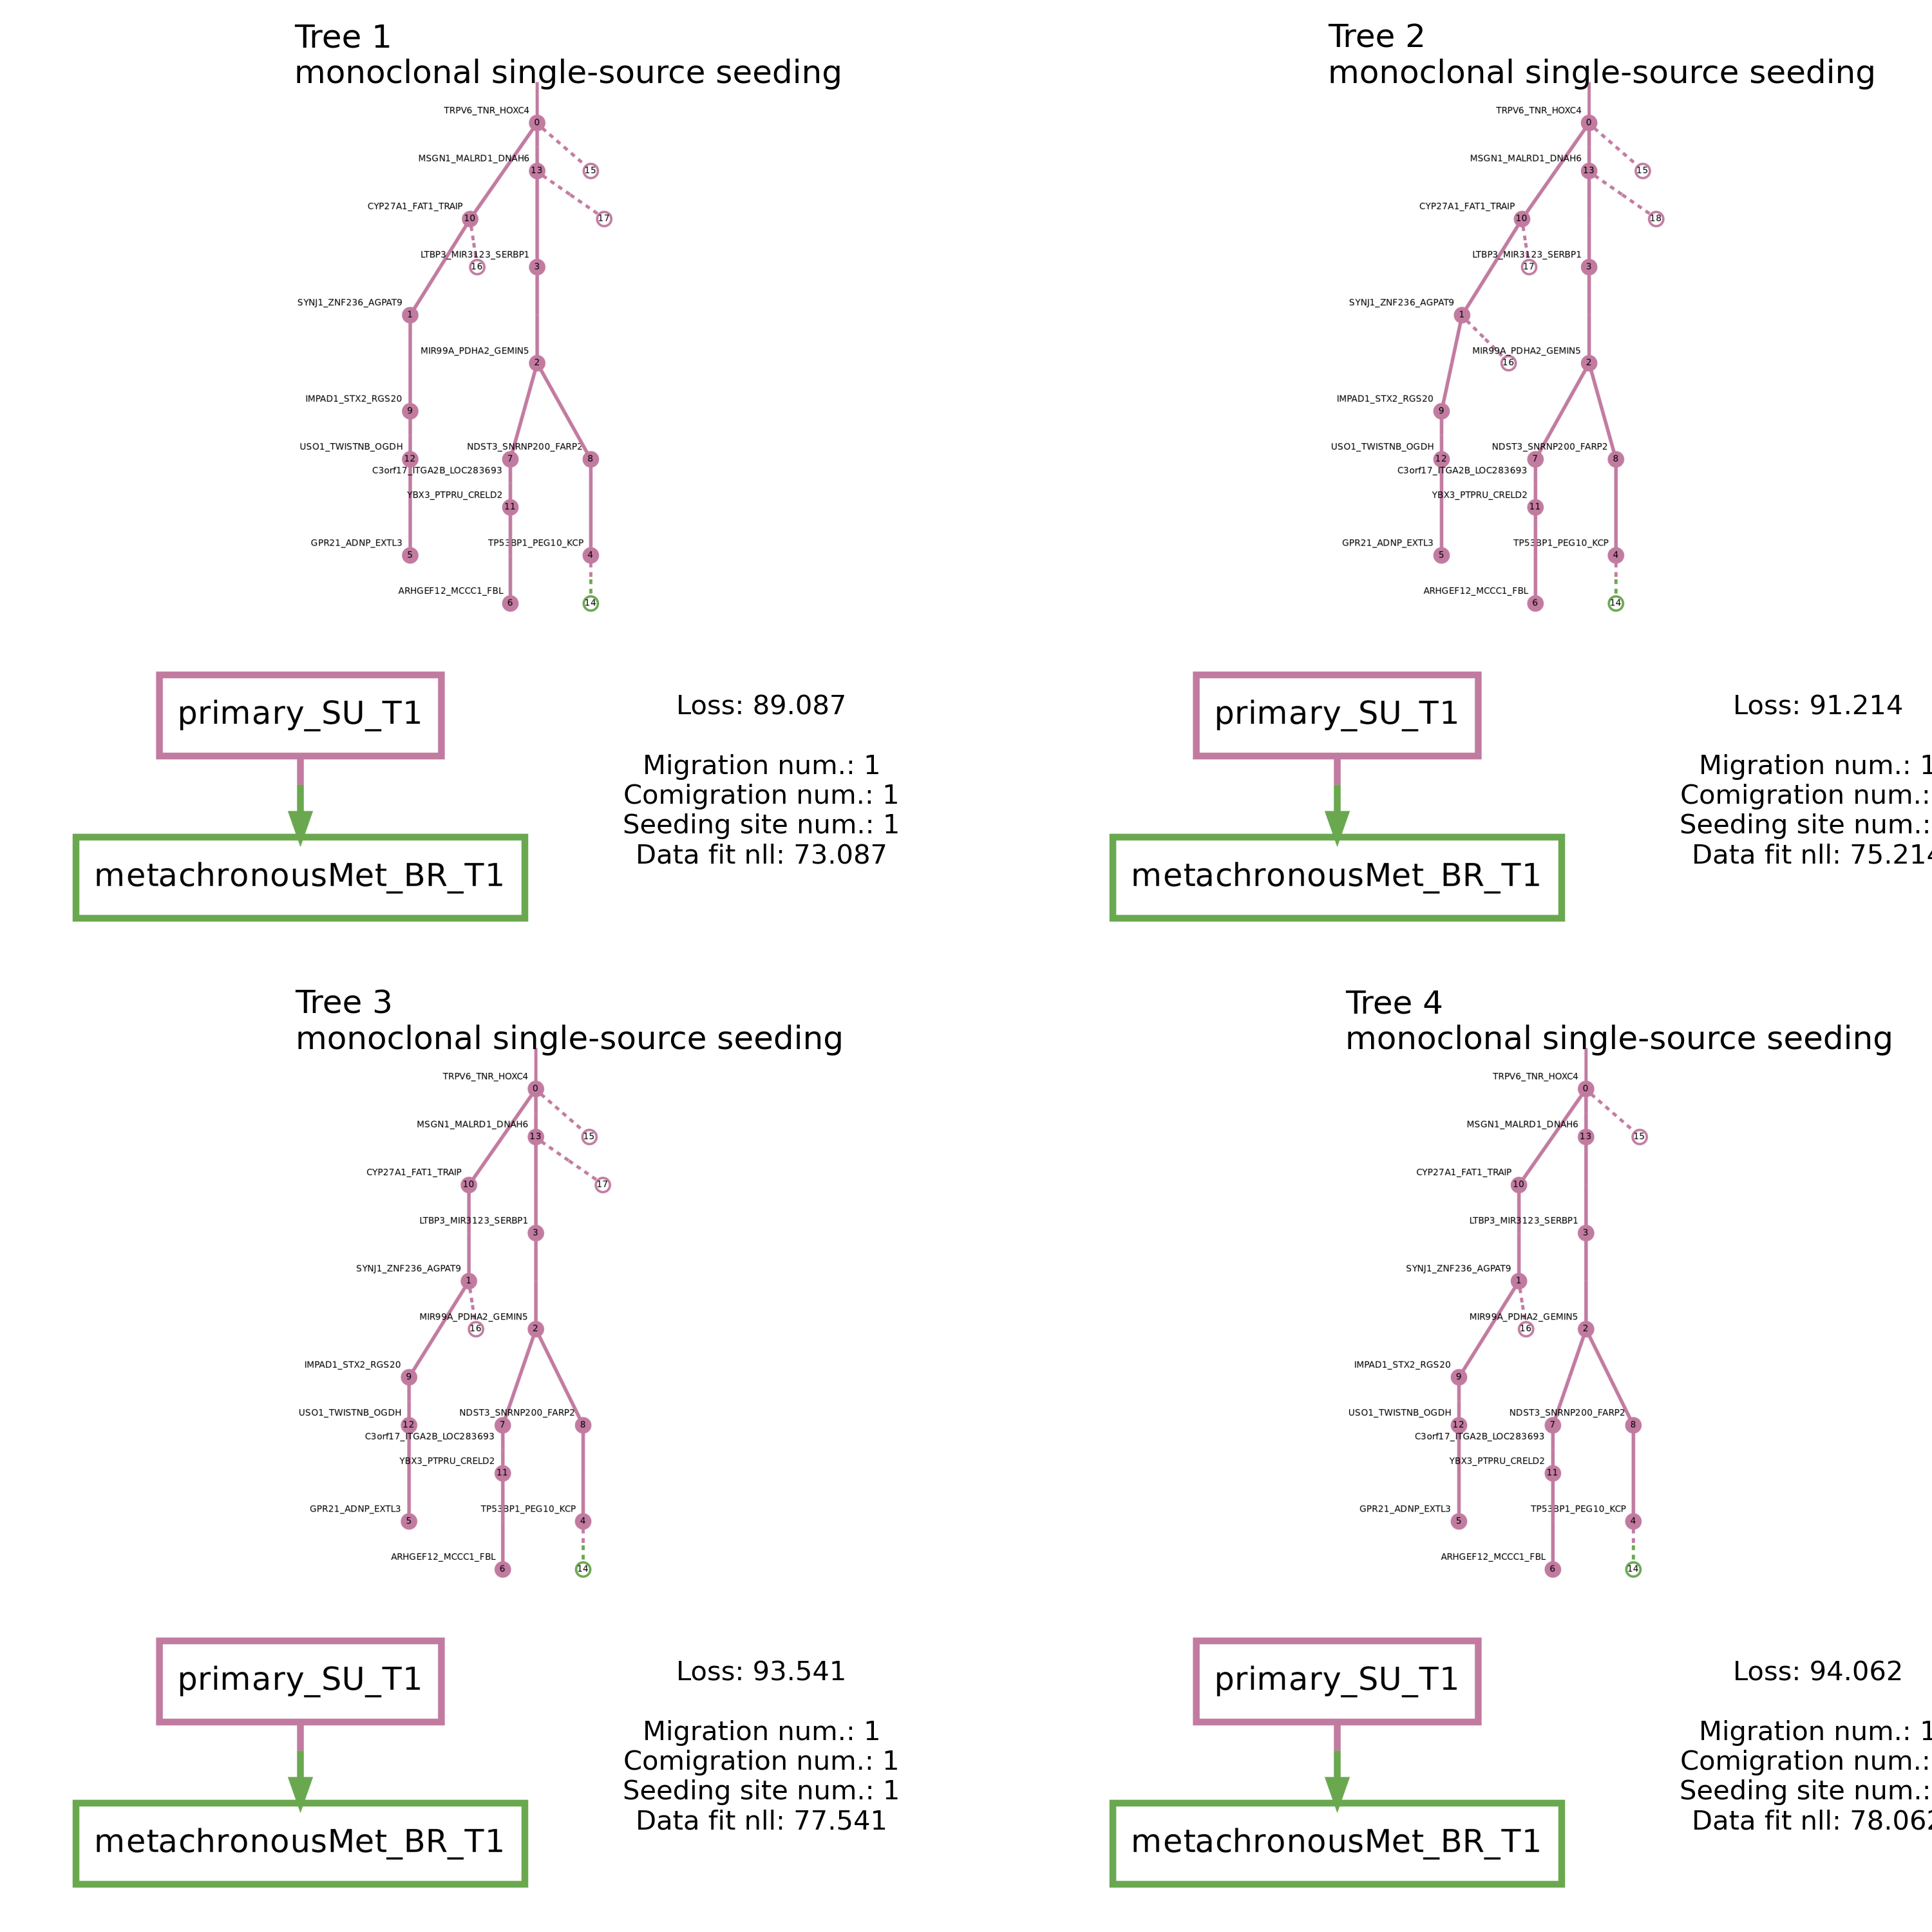 Tree 1
monoclonal single-source seeding
TRPV6_TNR_HOXC4
0
MSGN1_MALRD1_DNAH6
13
15
CYP27A1_FAT1_TRAIP
10
17
LTBP3_MIR3123_SERBP1
16
3
SYNJ1_ZNF236_AGPAT9
1
MIR99A_PDHA2_GEMIN5
2
IMPAD1_STX2_RGS20
9
USO1_TWISTNB_OGDH
NDST3_SNRNP200_FARP2
12
7
8
C3orf17_ITGA2B_LOC283693
YBX3_PTPRU_CRELD2
11
GPR21_ADNP_EXTL3
TP53BP1_PEG10_KCP
5
4
ARHGEF12_MCCC1_FBL
6
14
primary_SU_T1
metachronousMet_BR_T1
Loss: 89.087
Migration num.: 1
Comigration num.: 1
Seeding site num.: 1
Data fit nll: 73.087
Tree 2
monoclonal single-source seeding
TRPV6_TNR_HOXC4
0
MSGN1_MALRD1_DNAH6
13
15
CYP27A1_FAT1_TRAIP
10
18
LTBP3_MIR3123_SERBP1
17
3
SYNJ1_ZNF236_AGPAT9
1
MIR99A_PDHA2_GEMIN5
16
2
IMPAD1_STX2_RGS20
9
USO1_TWISTNB_OGDH
NDST3_SNRNP200_FARP2
12
7
8
C3orf17_ITGA2B_LOC283693
YBX3_PTPRU_CRELD2
11
GPR21_ADNP_EXTL3
TP53BP1_PEG10_KCP
5
4
ARHGEF12_MCCC1_FBL
6
14
primary_SU_T1
metachronousMet_BR_T1
Loss: 91.214
Migration num.: 1
Comigration num.:
Seeding site num.:
Data fit nll: 75.214
Tree 3
monoclonal single-source seeding
TRPV6_TNR_HOXC4
0
MSGN1_MALRD1_DNAH6
13
15
CYP27A1_FAT1_TRAIP
10
17
LTBP3_MIR3123_SERBP1
3
SYNJ1_ZNF236_AGPAT9
1
MIR99A_PDHA2_GEMIN5
16
2
IMPAD1_STX2_RGS20
9
USO1_TWISTNB_OGDH
NDST3_SNRNP200_FARP2
12
7
8
C3orf17_ITGA2B_LOC283693
YBX3_PTPRU_CRELD2
11
GPR21_ADNP_EXTL3
TP53BP1_PEG10_KCP
5
4
ARHGEF12_MCCC1_FBL
6
14
primary_SU_T1
metachronousMet_BR_T1
Loss: 93.541
Migration num.: 1
Comigration num.: 1
Seeding site num.: 1
Data fit nll: 77.541
Tree 4
monoclonal single-source seeding
TRPV6_TNR_HOXC4
0
MSGN1_MALRD1_DNAH6
13
15
CYP27A1_FAT1_TRAIP
10
LTBP3_MIR3123_SERBP1
3
SYNJ1_ZNF236_AGPAT9
1
MIR99A_PDHA2_GEMIN5
16
2
IMPAD1_STX2_RGS20
9
USO1_TWISTNB_OGDH
NDST3_SNRNP200_FARP2
12
7
8
C3orf17_ITGA2B_LOC283693
YBX3_PTPRU_CRELD2
11
GPR21_ADNP_EXTL3
TP53BP1_PEG10_KCP
5
4
ARHGEF12_MCCC1_FBL
6
14
primary_SU_T1
metachronousMet_BR_T1
Loss: 94.062
Migration num.: 1
Comigration num.:
Seeding site num.:
Data fit nll: 78.062